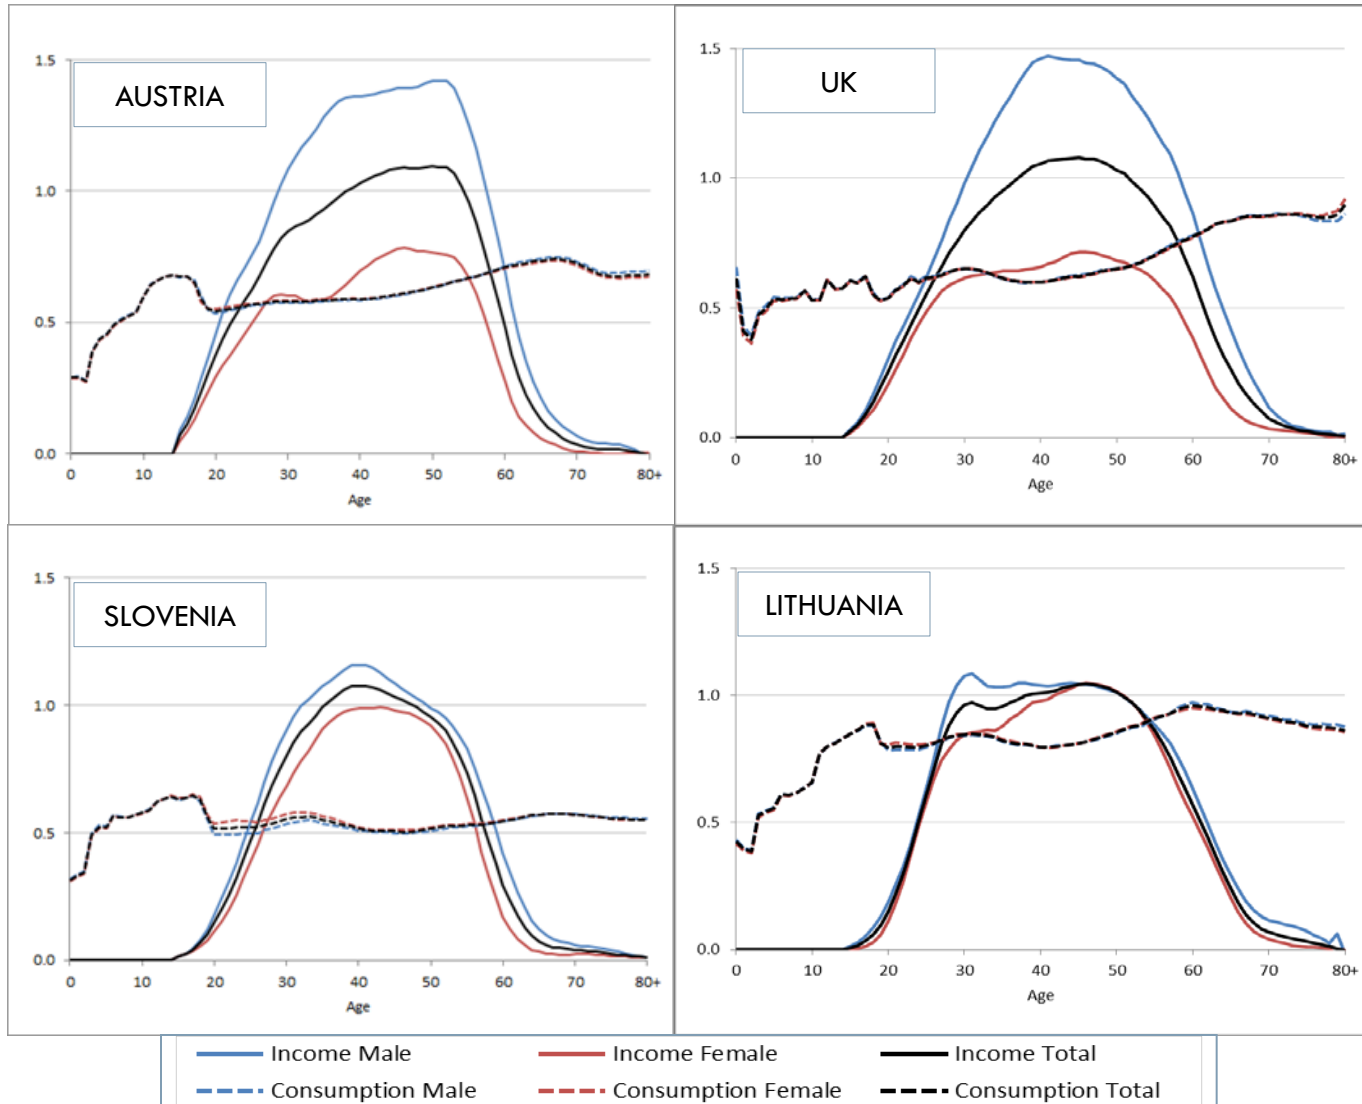 AUSTRIA
1.5
1.0
0.5
0.0
0 10 20 30 40 50 60 70 80+
Age
UK
1.5
1.0
0.5
0.0
0 10 20 30 40 50 60 70 80+
Age
SLOVENIA
1.5
1.0
0.5
0.0
0 10 20 30 40 50 60 70 80+
Age
LITHUANIA
1.5
1.0
0.5
0.0
0 10 20 30 40 50 60 70 80+
Age
Income Male Income Female Income Total
Consumption Male Consumption Female Consumption Total